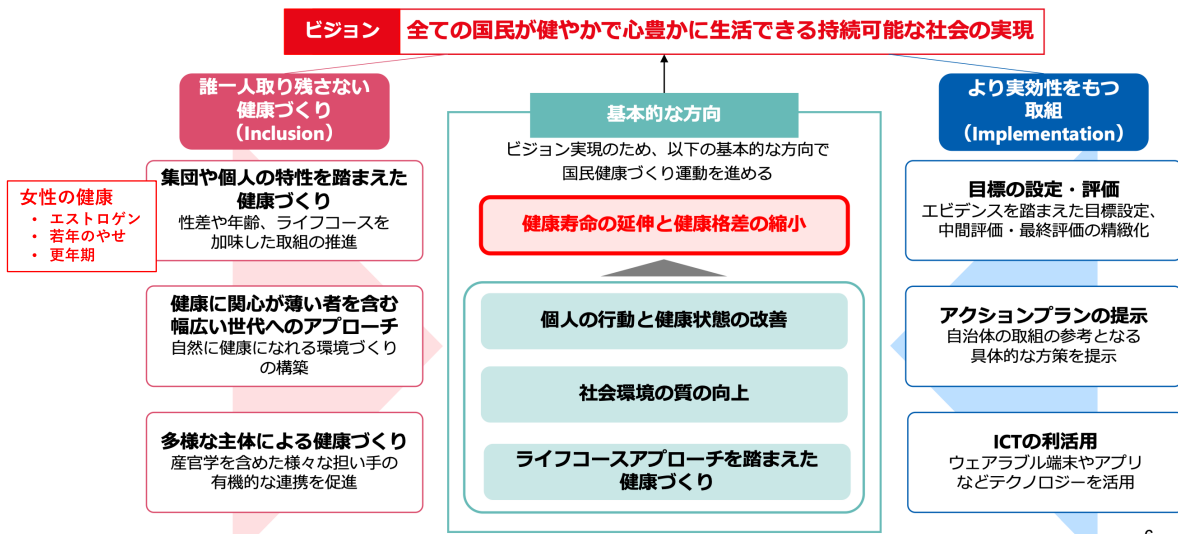 ビジョン 全ての国民が健やかで心豊かに生活できる持続可能な社会の実現
誰一人取り残さない
健康づくり
（Inclusion）
集団や個人の特性を踏まえた
健康づくり
性差や年齢、ライフコースを
加味した取組の推進
女性の健康
• エストロゲン
• 若年のやせ
• 更年期
健康に関心が薄い者を含む
幅広い世代へのアプローチ
自然に健康になれる環境づくり
の構築
多様な主体による健康づくり
産官学を含めた様々な担い手の
有機的な連携を促進
基本的な方向
ビジョン実現のため、以下の基本的な方向で
国民健康づくり運動を進める
健康寿命の延伸と健康格差の縮小
個人の行動と健康状態の改善
社会環境の質の向上
ライフコースアプローチを踏まえた
健康づくり
より実効性をもつ
取組
（Implementation）
目標の設定・評価
エビデンスを踏まえた目標設定、
中間評価・最終評価の精緻化
アクションプランの提示
自治体の取組の参考となる
具体的な方策を提示
ICTの利活用
ウェアラブル端末やアプリ
などテクノロジーを活用